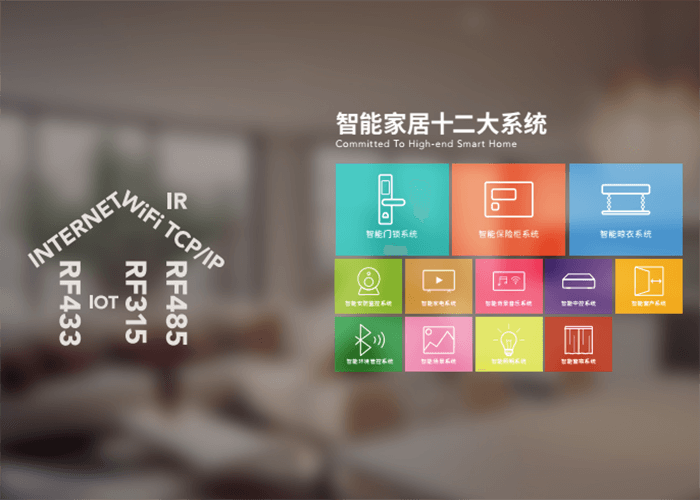 智能家居十二大系统
Committed To High-end Smart Home
IR
INTERNET WiFi TCP/IP
RF433
IOT
RF315
RF485
智能门锁系统
智能保险柜系统
智能晾衣系统
智能安防监控系统
智能家电系统
智能背景音乐系统
智能中控系统
智能窗户系统
智能环境管控系统
智能场景系统
智能照明系统
智能窗帘系统